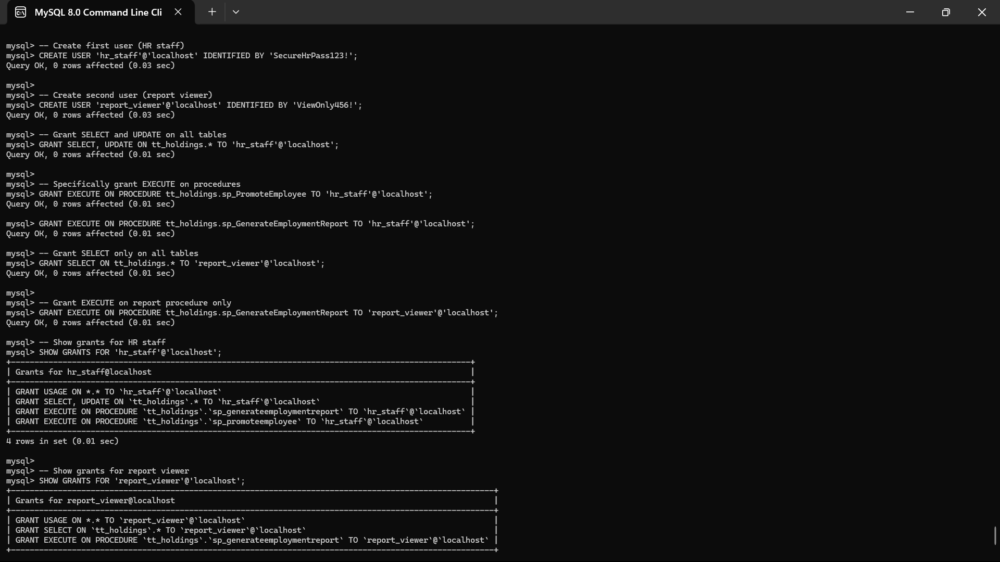 MySQL 8.0 Command Line Cli
mysql> -- Create first user (HR staff)
mysql> CREATE USER 'hr_staff'@'localhost' IDENTIFIED BY 'SecureHrPass123!';
Query OK, 0 rows affected (0.03 sec)
mysql>
mysql> -- Create second user (report viewer)
mysql> CREATE USER 'report_viewer'@'localhost' IDENTIFIED BY 'ViewOnly456!';
Query OK, 0 rows affected (0.03 sec)
mysql> -- Grant SELECT and UPDATE on all tables
mysql> GRANT SELECT, UPDATE ON tt_holdings.* TO 'hr_staff'@'localhost';
Query OK, 0 rows affected (0.01 sec)
mysql>
mysql> -- Specifically grant EXECUTE on procedures
mysql> GRANT EXECUTE ON PROCEDURE tt_holdings.sp_PromoteEmployee TO 'hr_staff'@'localhost';
Query OK, 0 rows affected (0.01 sec)
mysql> GRANT EXECUTE ON PROCEDURE tt_holdings.sp_GenerateEmploymentReport TO 'hr_staff'@'localhost';
Query OK, 0 rows affected (0.01 sec)
mysql> -- Grant SELECT only on all tables
mysql> GRANT SELECT ON tt_holdings.* TO 'report_viewer'@'localhost';
Query OK, 0 rows affected (0.01 sec)
mysql>
mysql> -- Grant EXECUTE on report procedure only
mysql> GRANT EXECUTE ON PROCEDURE tt_holdings.sp_GenerateEmploymentReport TO 'report_viewer'@'localhost';
Query OK, 0 rows affected (0.01 sec)
mysql> -- Show grants for HR staff
mysql> SHOW GRANTS FOR 'hr_staff'@'localhost';
| Grants for hr_staff@localhost |
| GRANT USAGE ON *.* TO `hr_staff`@`localhost` |
| GRANT SELECT, UPDATE ON `tt_holdings`.* TO `hr_staff`@`localhost` |
| GRANT EXECUTE ON PROCEDURE `tt_holdings`.`sp_generateemploymentreport` TO `hr_staff`@`localhost` |
| GRANT EXECUTE ON PROCEDURE `tt_holdings`.`sp_promoteemployee` TO `hr_staff`@`localhost` |
4 rows in set (0.01 sec)
mysql>
mysql> -- Show grants for report viewer
mysql> SHOW GRANTS FOR 'report_viewer'@'localhost';
| Grants for report_viewer@localhost |
| GRANT USAGE ON *.* TO `report_viewer`@`localhost` |
| GRANT SELECT ON `tt_holdings`.* TO `report_viewer`@`localhost` |
| GRANT EXECUTE ON PROCEDURE `tt_holdings`.`sp_generateemploymentreport` TO `report_viewer`@`localhost` |